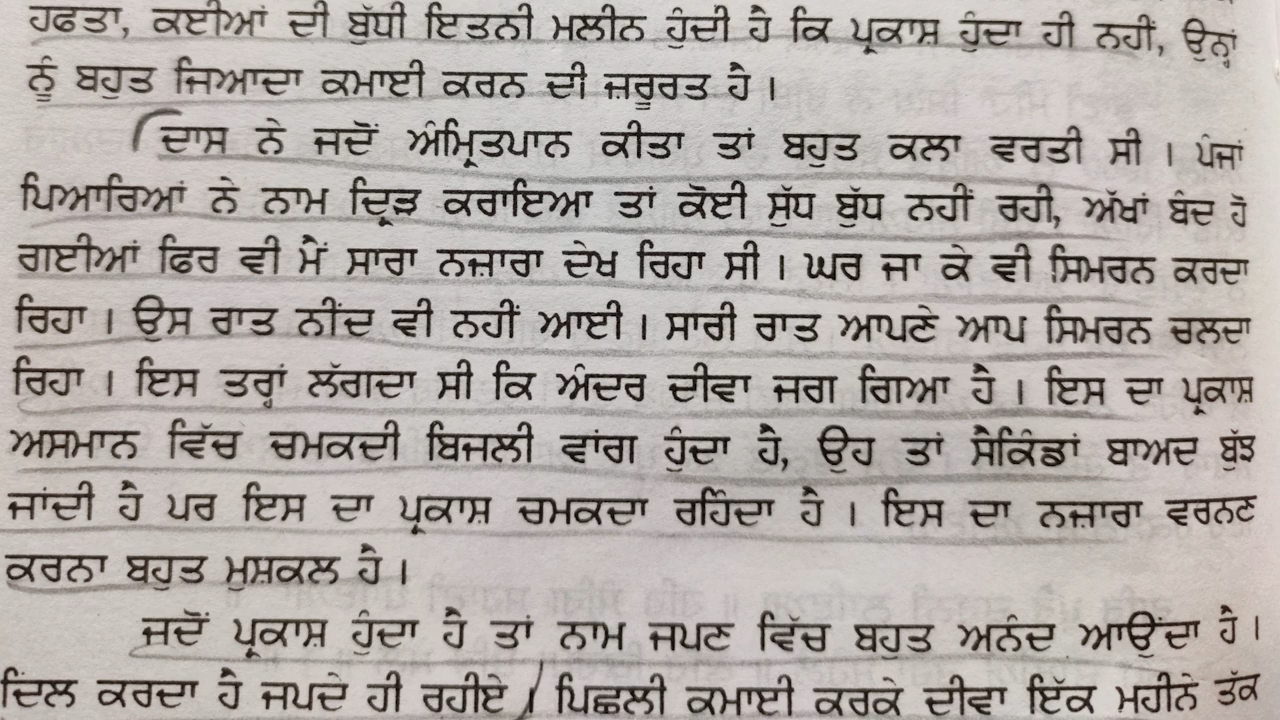 ਹਫਤਾ, ਕਈਆਂ ਦੀ ਬੁੱਧੀ ਇਤਨੀ ਮਲੀਨ ਹੁੰਦੀ ਹੈ ਕਿ ਪ੍ਰਕਾਸ਼ ਹੁੰਦਾ ਹੀ ਨਹੀਂ, ਉਨ੍ਹਾਂ
ਨੂੰ ਬਹੁਤ ਜਿਆਦਾ ਕਮਾਈ ਕਰਨ ਦੀ ਜ਼ਰੂਰਤ ਹੈ ।
ਦਾਸ ਨੇ ਜਦੋਂ ਅੰਮ੍ਰਿਤਪਾਨ ਕੀਤਾ ਤਾਂ ਬਹੁਤ ਕਲਾ ਵਰਤੀ ਸੀ । ਪੰਜਾਂ
ਪਿਆਰਿਆਂ ਨੇ ਨਾਮ ਦ੍ਰਿੜ ਕਰਾਇਆ ਤਾਂ ਕੋਈ ਸੁੱਧ ਬੁੱਧ ਨਹੀਂ ਰਹੀ, ਅੱਖਾਂ ਬੰਦ ਹੋ
ਗਈਆਂ ਫਿਰ ਵੀ ਮੈਂ ਸਾਰਾ ਨਜ਼ਾਰਾ ਦੇਖ ਰਿਹਾ ਸੀ । ਘਰ ਜਾ ਕੇ ਵੀ ਸਿਮਰਨ ਕਰਦਾ
ਰਿਹਾ । ਉਸ ਰਾਤ ਨੀਂਦ ਵੀ ਨਹੀਂ ਆਈ । ਸਾਰੀ ਰਾਤ ਆਪਣੇ ਆਪ ਸਿਮਰਨ ਚਲਦਾ
ਰਿਹਾ । ਇਸ ਤਰ੍ਹਾਂ ਲੱਗਦਾ ਸੀ ਕਿ ਅੰਦਰ ਦੀਵਾ ਜਗ ਗਿਆ ਹੈ । ਇਸ ਦਾ ਪ੍ਰਕਾਸ਼
ਅਸਮਾਨ ਵਿੱਚ ਚਮਕਦੀ ਬਿਜਲੀ ਵਾਂਗ ਹੁੰਦਾ ਹੈ, ਉਹ ਤਾਂ ਸੈਕਿੰਡਾਂ ਬਾਅਦ ਬੁੱਝ
ਜਾਂਦੀ ਹੈ ਪਰ ਇਸ ਦਾ ਪ੍ਰਕਾਸ਼ ਚਮਕਦਾ ਰਹਿੰਦਾ ਹੈ । ਇਸ ਦਾ ਨਜ਼ਾਰਾ ਵਰਨਣ
ਕਰਨਾ ਬਹੁਤ ਮੁਸ਼ਕਲ ਹੈ ।
ਜਦੋਂ ਪ੍ਰਕਾਸ਼ ਹੁੰਦਾ ਹੈ ਤਾਂ ਨਾਮ ਜਪਣ ਵਿੱਚ ਬਹੁਤ ਅਨੰਦ ਆਉਂਦਾ ਹੈ ।
ਦਿਲ ਕਰਦਾ ਹੈ ਜਪਦੇ ਹੀ ਰਹੀਏ । ਪਿਛਲੀ ਕਮਾਈ ਕਰਕੇ ਦੀਵਾ ਇੱਕ ਮਹੀਨੇ ਤੱਕ